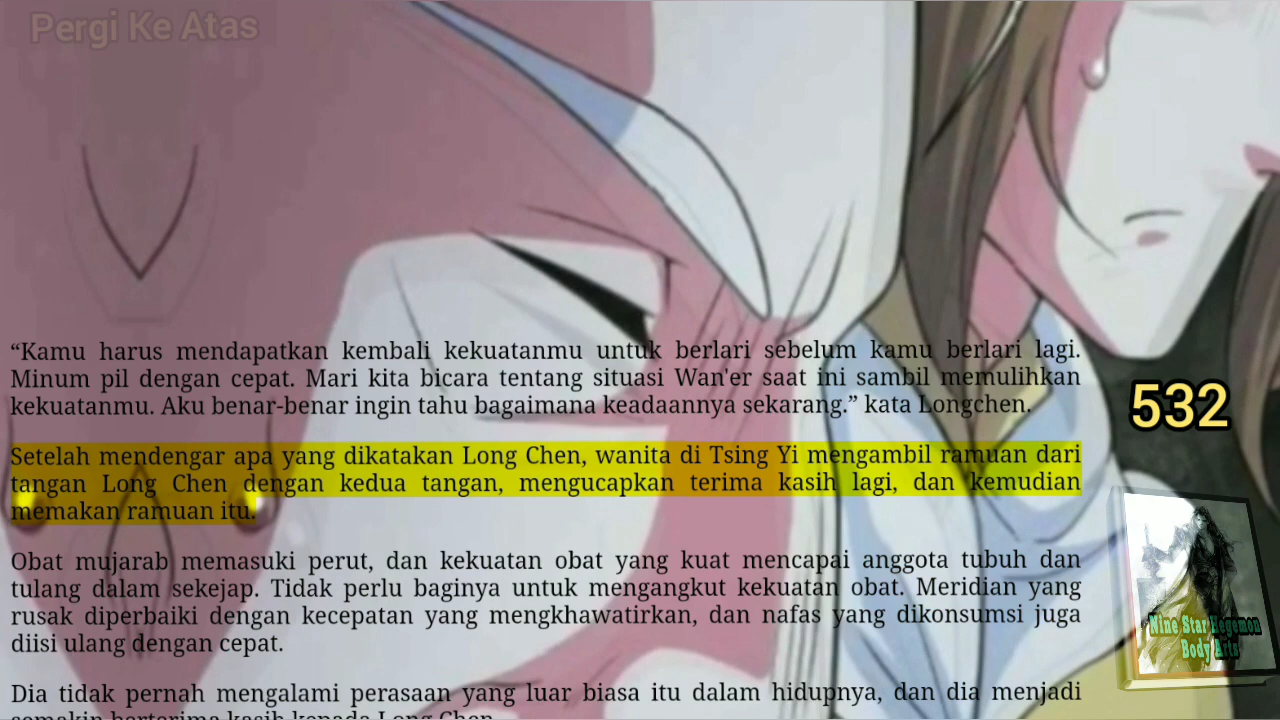 Pergi Ke Atas
“Kamu harus mendapatkan kembali kekuatanmu untuk berlari sebelum kamu berlari lagi.
Minum pil dengan cepat. Mari kita bicara tentang situasi Wan'er saat ini sambil memulihkan
kekuatanmu. Aku benar-benar ingin tahu bagaimana keadaannya sekarang.” kata Longchen.
532
Setelah mendengar apa yang dikatakan Long Chen, wanita di Tsing Yi mengambil ramuan dari
tangan Long Chen dengan kedua tangan, mengucapkan terima kasih lagi, dan kemudian
memakan ramuan itu.
Obat mujarab memasuki perut, dan kekuatan obat yang kuat mencapai anggota tubuh dan
tulang dalam sekejap. Tidak perlu baginya untuk mengangkut kekuatan obat. Meridian yang
rusak diperbaiki dengan kecepatan yang mengkhawatirkan, dan nafas yang dikonsumsi juga
diisi ulang dengan cepat.
Nine Star Hegemon
Body Arts
Dia tidak pernah mengalami perasaan yang luar biasa itu dalam hidupnya, dan dia menjadi
semakin berterima kasih kepada Long Chen.